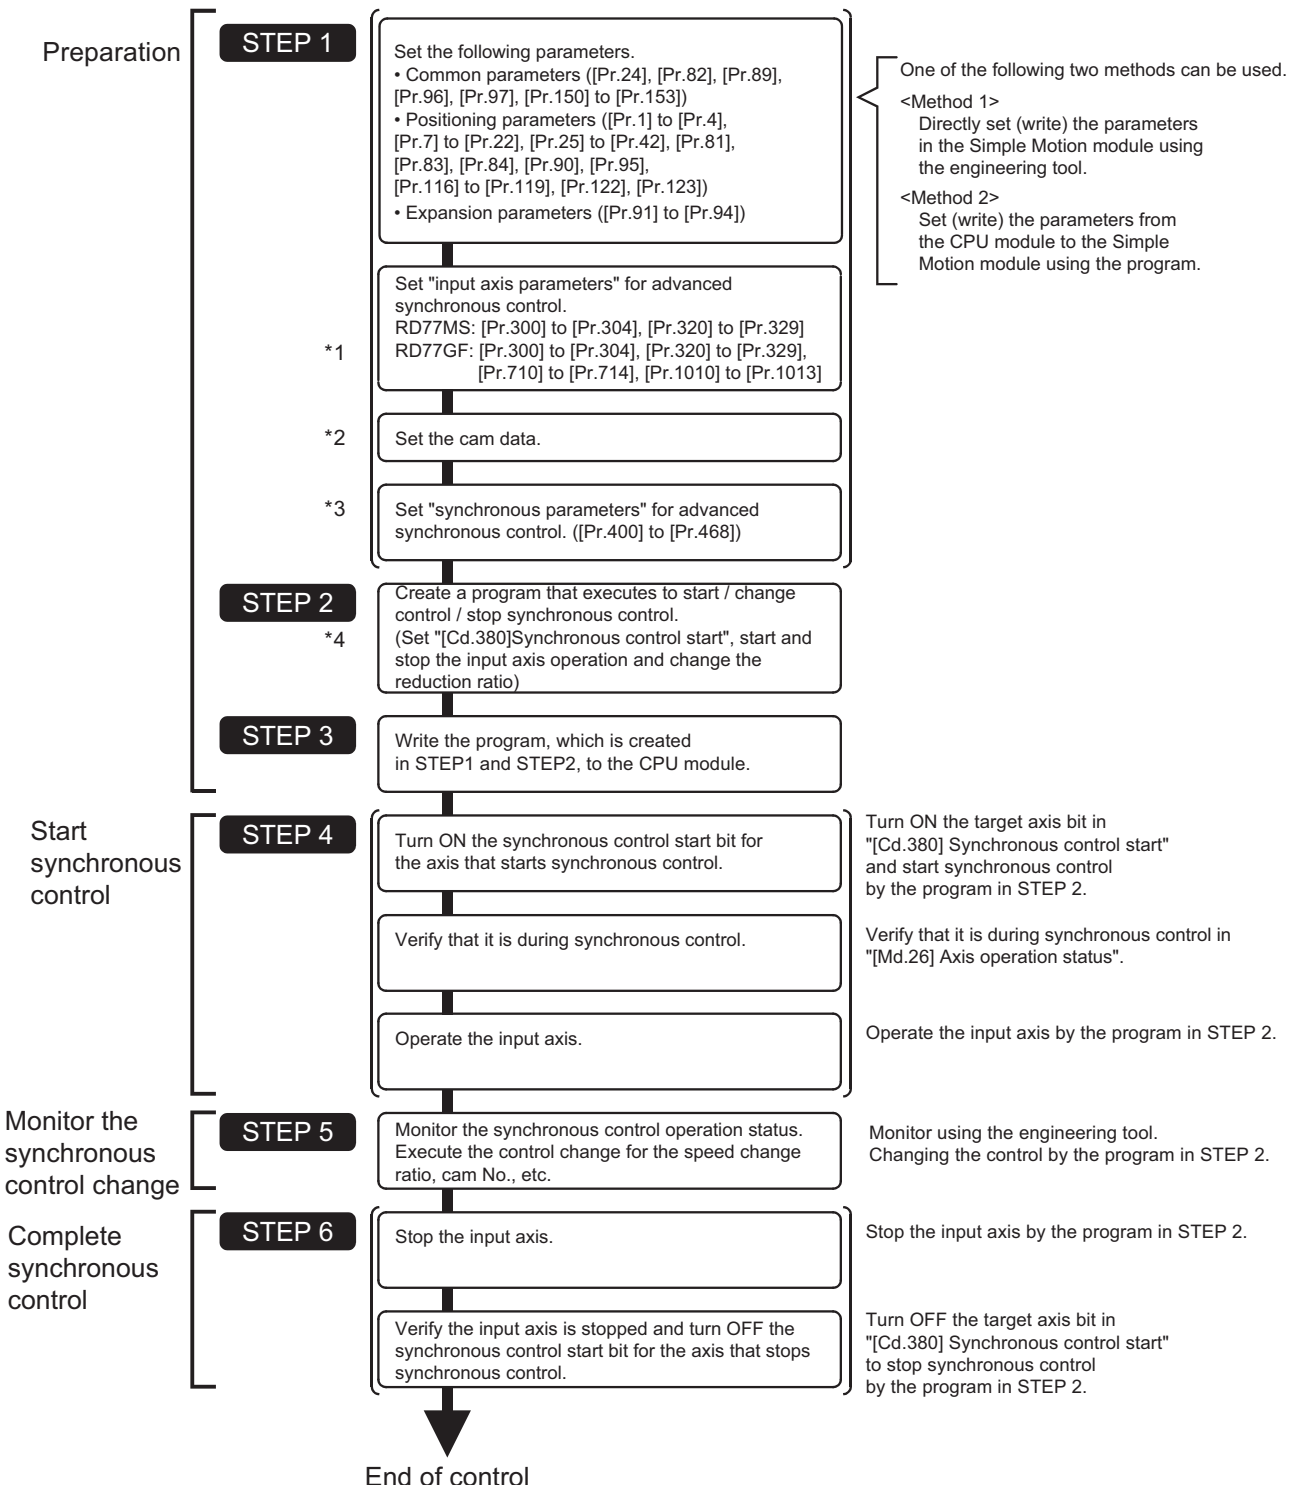 Preparation
STEP 1
Set the following parameters.
• Common parameters ([Pr.24], [Pr.82], [Pr.89],
[Pr.96], [Pr.97], [Pr.150] to [Pr.153])
• Positioning parameters ([Pr.1] to [Pr.4],
[Pr.7] to [Pr.22], [Pr.25] to [Pr.42], [Pr.81],
[Pr.83], [Pr.84], [Pr.90], [Pr.95],
[Pr.116] to [Pr.119], [Pr.122], [Pr.123])
• Expansion parameters ([Pr.91] to [Pr.94])
One of the following two methods can be used.
<Method 1>
Directly set (write) the parameters
in the Simple Motion module using
the engineering tool.
<Method 2>
Set (write) the parameters from
the CPU module to the Simple
Motion module using the program.
*1
Set "input axis parameters" for advanced
synchronous control.
RD77MS: [Pr.300] to [Pr.304], [Pr.320] to [Pr.329]
RD77GF: [Pr.300] to [Pr.304], [Pr.320] to [Pr.329],
[Pr.710] to [Pr.714], [Pr.1010] to [Pr.1013]
*2
Set the cam data.
*3
Set "synchronous parameters" for advanced
synchronous control. ([Pr.400] to [Pr.468])
STEP 2
*4
Create a program that executes to start / change
control / stop synchronous control.
(Set "[Cd.380]Synchronous control start", start and
stop the input axis operation and change the
reduction ratio)
STEP 3
Write the program, which is created
in STEP1 and STEP2, to the CPU module.
Start
synchronous
control
STEP 4
Turn ON the synchronous control start bit for
the axis that starts synchronous control.
Turn ON the target axis bit in
"[Cd.380] Synchronous control start"
and start synchronous control
by the program in STEP 2.
Verify that it is during synchronous control.
Verify that it is during synchronous control in
"[Md.26] Axis operation status".
Operate the input axis.
Operate the input axis by the program in STEP 2.
Monitor the
synchronous
control change
STEP 5
Monitor the synchronous control operation status.
Execute the control change for the speed change
ratio, cam No., etc.
Monitor using the engineering tool.
Changing the control by the program in STEP 2.
Complete
synchronous
control
STEP 6
Stop the input axis.
Stop the input axis by the program in STEP 2.
Verify the input axis is stopped and turn OFF the
synchronous control start bit for the axis that stops
synchronous control.
Turn OFF the target axis bit in
"[Cd.380] Synchronous control start"
to stop synchronous control
by the program in STEP 2.
End of control